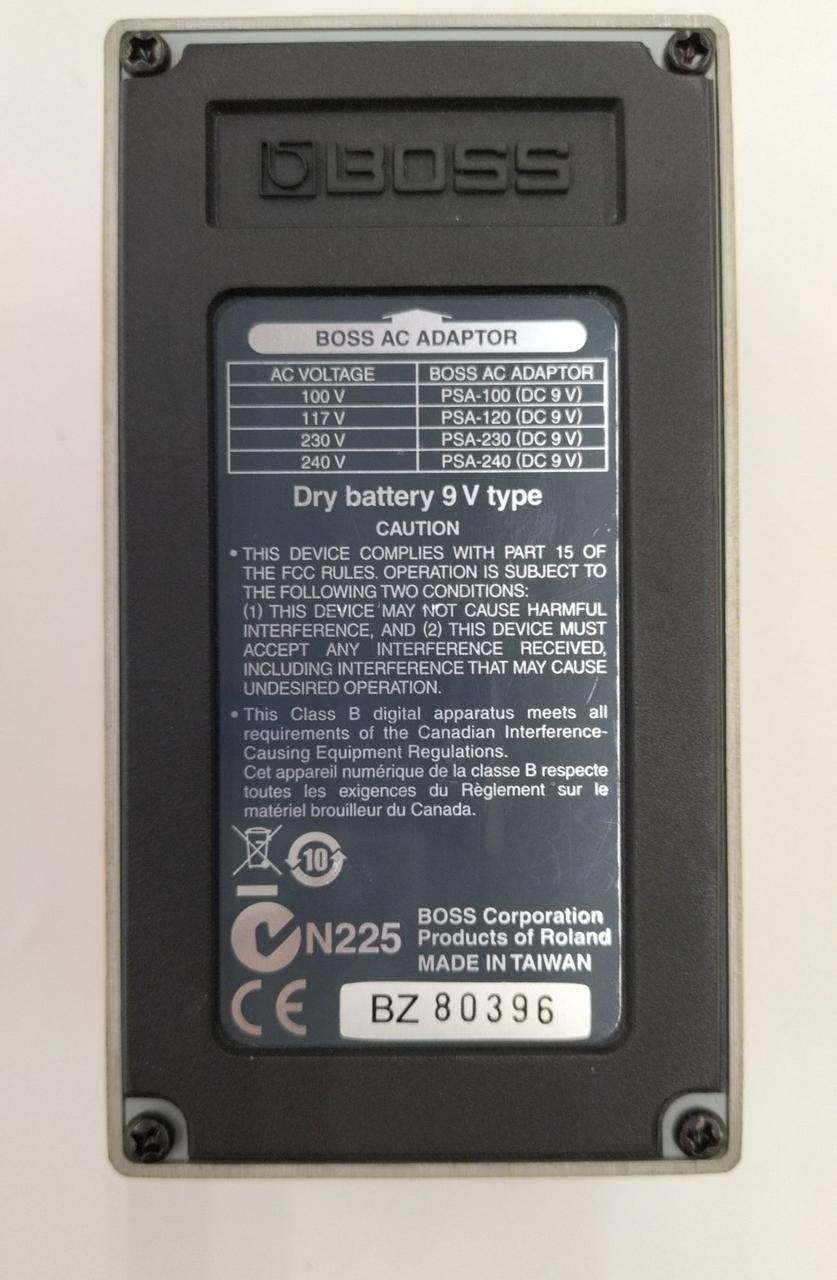 BOSS
BOSS AC ADAPTOR
AC VOLTAGE BOSS AC ADAPTOR
100 V PSA-100 (DC 9 V)
117 V PSA-120 (DC 9 V)
230 V PSA-230 (DC 9 V)
240 V PSA-240 (DC 9 V)
Dry battery 9 V type
CAUTION
• THIS DEVICE COMPLIES WITH PART 15 OF
THE FCC RULES. OPERATION IS SUBJECT TO
THE FOLLOWING TWO CONDITIONS:
(1) THIS DEVICE MAY NOT CAUSE HARMFUL
INTERFERENCE, AND (2) THIS DEVICE MUST
ACCEPT ANY INTERFERENCE RECEIVED,
INCLUDING INTERFERENCE THAT MAY CAUSE
UNDESIRED OPERATION.
• This Class B digital apparatus meets all
requirements of the Canadian Interference-
Causing Equipment Regulations.
Cet appareil numérique de la classe B respecte
toutes les exigences du Règlement sur le
matériel brouilleur du Canada.
10
N225
BOSS Corporation
Products of Roland
MADE IN TAIWAN
CE
BZ 80396